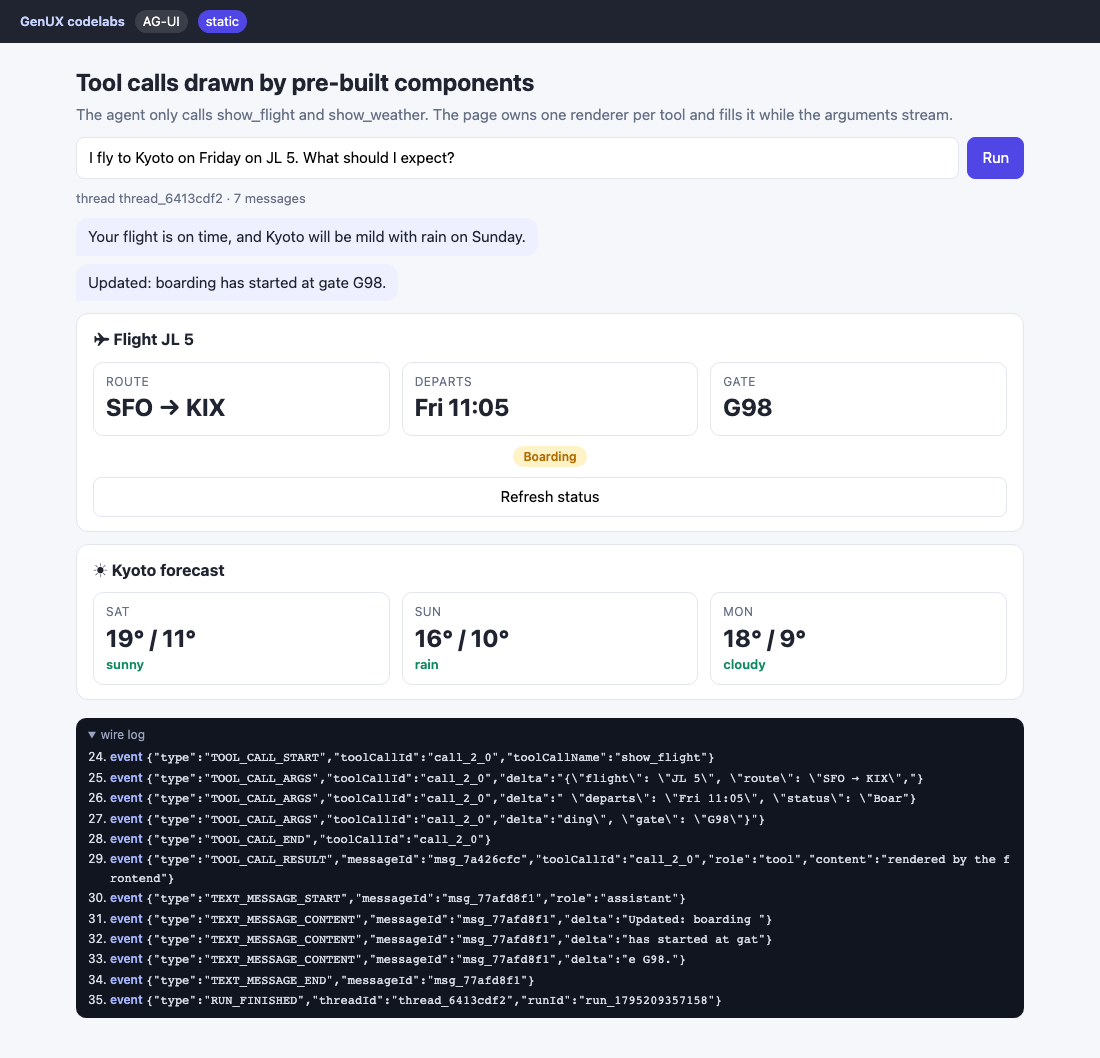 GenUX codelabs AG-UI static
Tool calls drawn by pre-built components
The agent only calls show_flight and show_weather. The page owns one renderer per tool and fills it while the arguments stream.
I fly to Kyoto on Friday on JL 5. What should I expect?
Run
thread thread_6413cdf2 · 7 messages
Your flight is on time, and Kyoto will be mild with rain on Sunday.
Updated: boarding has started at gate G98.
✈ Flight JL 5
ROUTE
SFO → KIX
DEPARTS
Fri 11:05
GATE
G98
Boarding
Refresh status
☀ Kyoto forecast
SAT
19° / 11°
sunny
SUN
16° / 10°
rain
MON
18° / 9°
cloudy
▼ wire log
24. event {"type":"TOOL_CALL_START","toolCallId":"call_2_0","toolCallName":"show_flight"}
25. event {"type":"TOOL_CALL_ARGS","toolCallId":"call_2_0","delta":"{\"flight\": \"JL 5\", \"route\": \"SFO → KIX\","}
26. event {"type":"TOOL_CALL_ARGS","toolCallId":"call_2_0","delta":" \"departs\": \"Fri 11:05\", \"status\": \"Boar"}
27. event {"type":"TOOL_CALL_ARGS","toolCallId":"call_2_0","delta":"ding\", \"gate\": \"G98\"}"}
28. event {"type":"TOOL_CALL_END","toolCallId":"call_2_0"}
29. event {"type":"TOOL_CALL_RESULT","messageId":"msg_7a426cfc","toolCallId":"call_2_0","role":"tool","content":"rendered by the f
rontend"}
30. event {"type":"TEXT_MESSAGE_START","messageId":"msg_77afd8f1","role":"assistant"}
31. event {"type":"TEXT_MESSAGE_CONTENT","messageId":"msg_77afd8f1","delta":"Updated: boarding "}
32. event {"type":"TEXT_MESSAGE_CONTENT","messageId":"msg_77afd8f1","delta":"has started at gat"}
33. event {"type":"TEXT_MESSAGE_CONTENT","messageId":"msg_77afd8f1","delta":"e G98."}
34. event {"type":"TEXT_MESSAGE_END","messageId":"msg_77afd8f1"}
35. event {"type":"RUN_FINISHED","threadId":"thread_6413cdf2","runId":"run_1795209357158"}